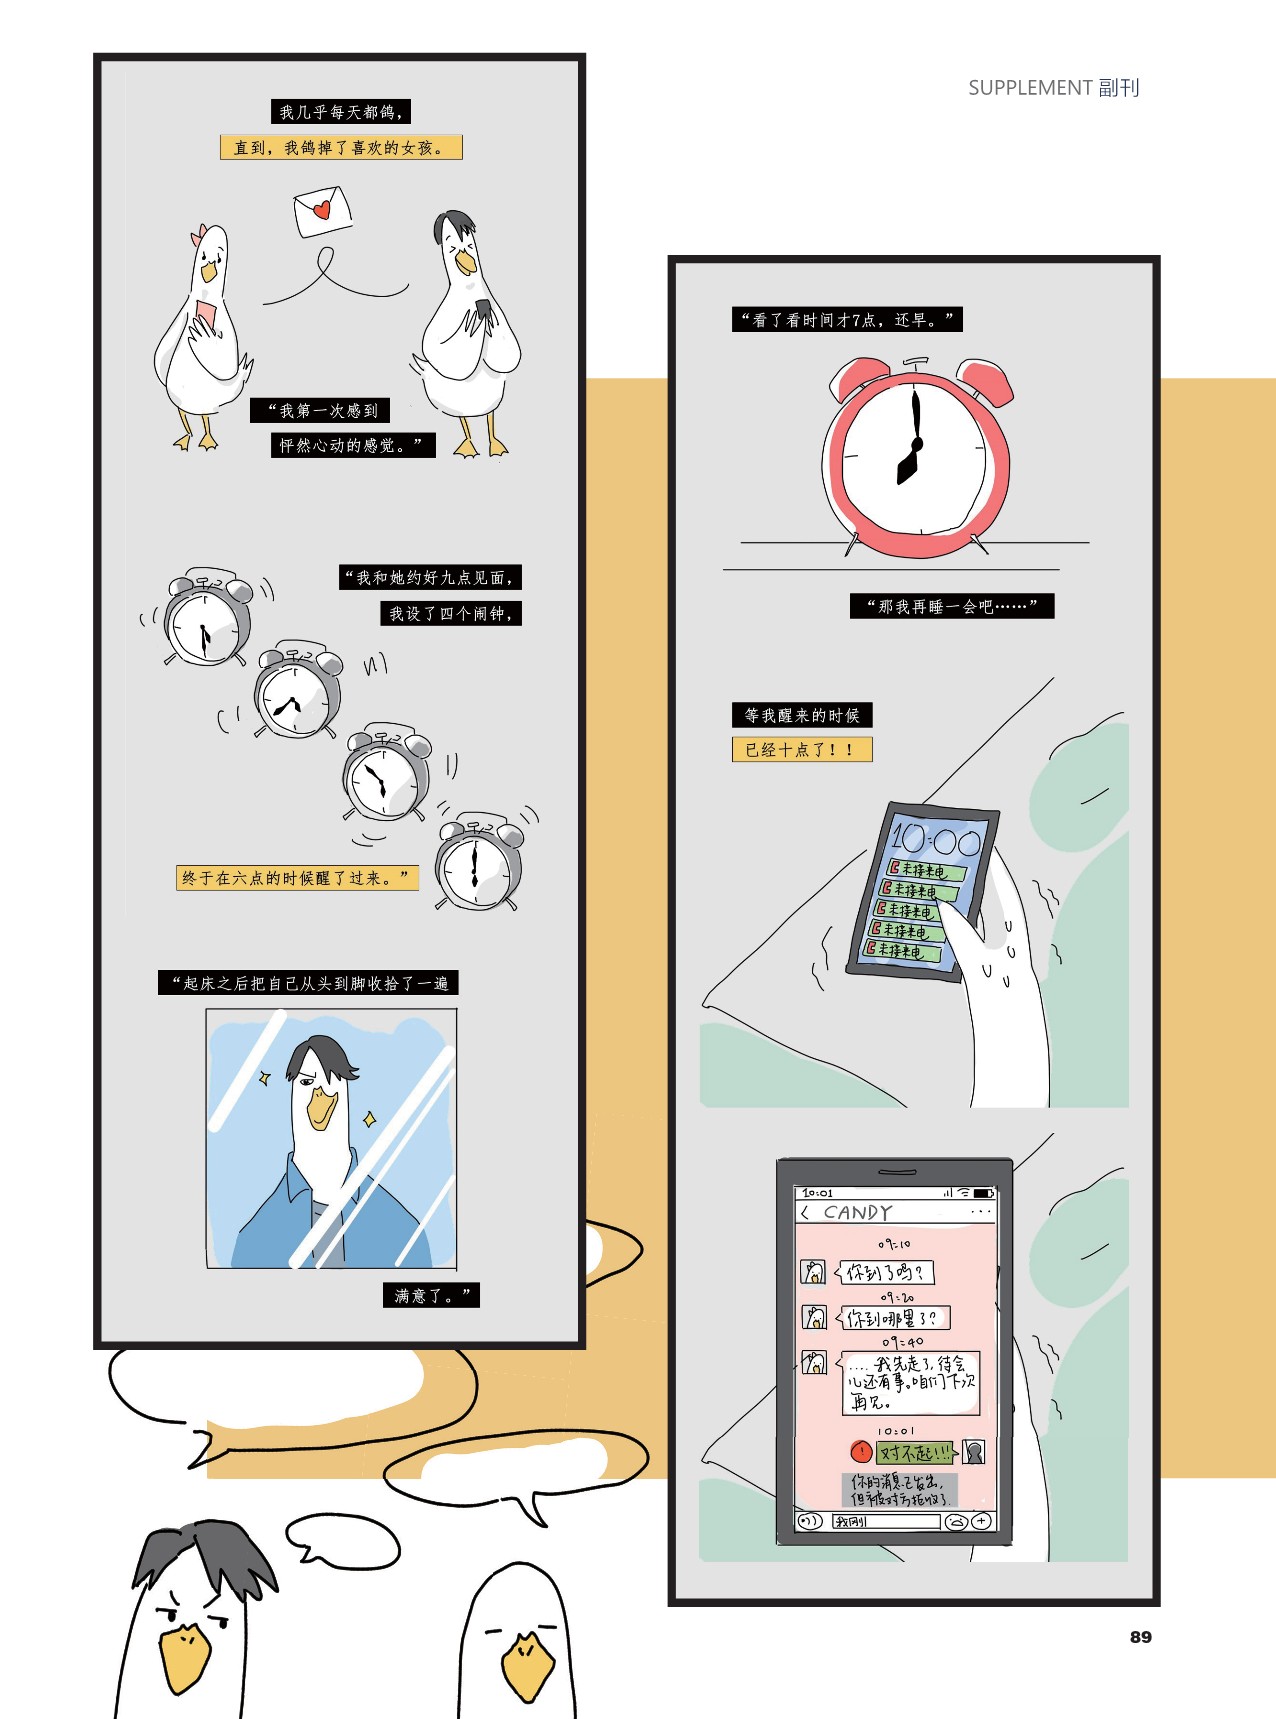 SUPPLEMENT 副刊
我几乎每天都鸽，
直到，我鸽掉了喜欢的女孩。
“我第一次感到
怦然心动的感觉。”
“我和她约好九点见面，
我设了四个闹钟，
终于在六点的时候醒了过来。”
“起床之后把自己从头到脚收拾了一遍
满意了。”
“看了看时间才7点，还早。”
“那我再睡一会吧……”
等我醒来的时候
已经十点了！！
10:00
未接来电
未接来电
未接来电
未接来电
未接来电
10:01
< CANDY ...
09:10
你到了吗？
09:20
你到哪里了？
09:40
....我先走了，待会
儿还有事。咱们下次
再见。
10:01
! 对不起!!!
你的消息已发出，
但被对方拒收了.
我刚
89